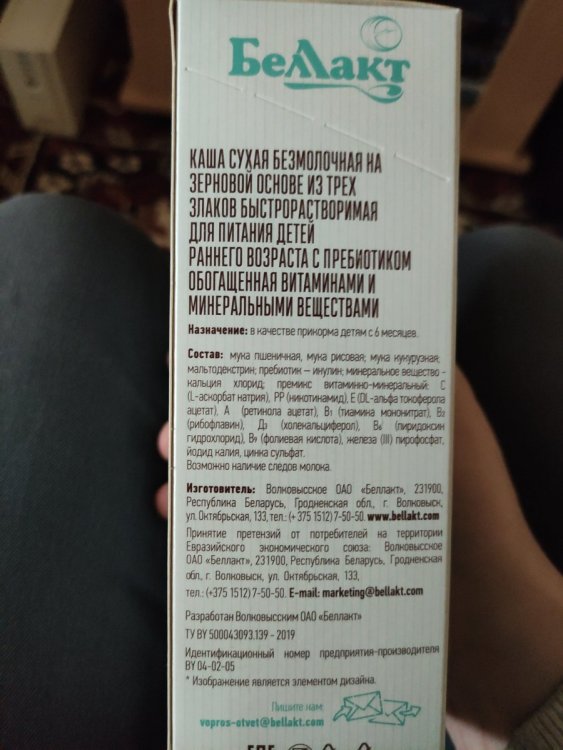 Беллакт
КАША СУХАЯ БЕЗМОЛОЧНАЯ НА
ЗЕРНОВОЙ ОСНОВЕ ИЗ ТРЕХ
ЗЛАКОВ БЫСТРОРАСТВОРИМАЯ
ДЛЯ ПИТАНИЯ ДЕТЕЙ
РАННЕГО ВОЗРАСТА С ПРЕБИОТИКОМ
ОБОГАЩЕННАЯ ВИТАМИНАМИ И
МИНЕРАЛЬНЫМИ ВЕЩЕСТВАМИ
Назначение: в качестве прикорма детям с 6 месяцев.
Состав: мука пшеничная, мука рисовая; мука кукурузная;
мальтодекстрин; пребиотик – инулин; минеральное вещество -
кальция хлорид; премикс витаминно-минеральный: С
(L-аскорбат натрия), РР (никотинамид), Е (DL-альфа токоферола
ацетат), А (ретинола ацетат), В₁ (тиамина мононитрат), В₂
(рибофлавин), Д₃ (холекальциферол), В₆ (пиридоксин
гидрохлорид), В₉ (фолиевая кислота), железа (III) пирофосфат,
йодид калия, цинка сульфат.
Возможно наличие следов молока.
Изготовитель: Волковысское ОАО «Беллакт», 231900,
Республика Беларусь, Гродненская обл., г. Волковыск,
ул. Октябрьская, 133, тел.: (+ 375 1512) 7-50-50. www.bellakt.com
Принятие претензий от потребителей на территории
Евразийского экономического союза: Волковысское
ОАО «Беллакт», 231900, Республика Беларусь, Гродненская
обл., г. Волковыск, ул. Октябрьская, 133,
тел.: (+375 1512) 7-50-50. E-mail: marketing@bellakt.com
Разработан Волковысским ОАО «Беллакт»
ТУ BY 500043093.139 - 2019
Идентификационный номер предприятия-производителя
BY 04-02-05
* Изображение является элементом дизайна.
Пишите нам:
vopros-otvet@bellakt.com